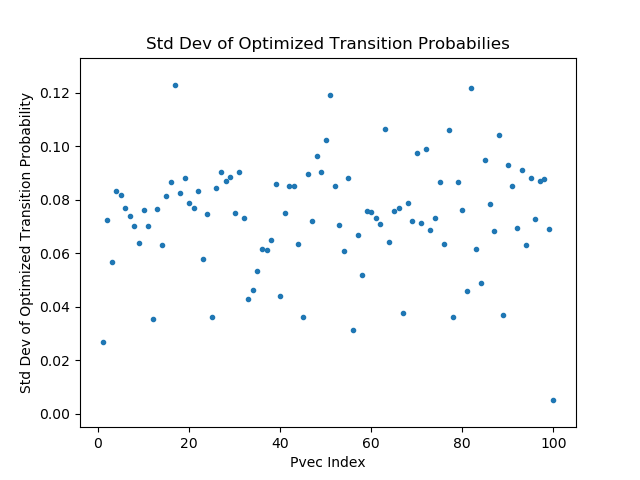 Std Dev of Optimized Transition Probabilies
Std Dev of Optimized Transition Probability
0.12
0.10
0.08
0.06
0.04
0.02
0.00
0 20 40 60 80 100
Pvec Index